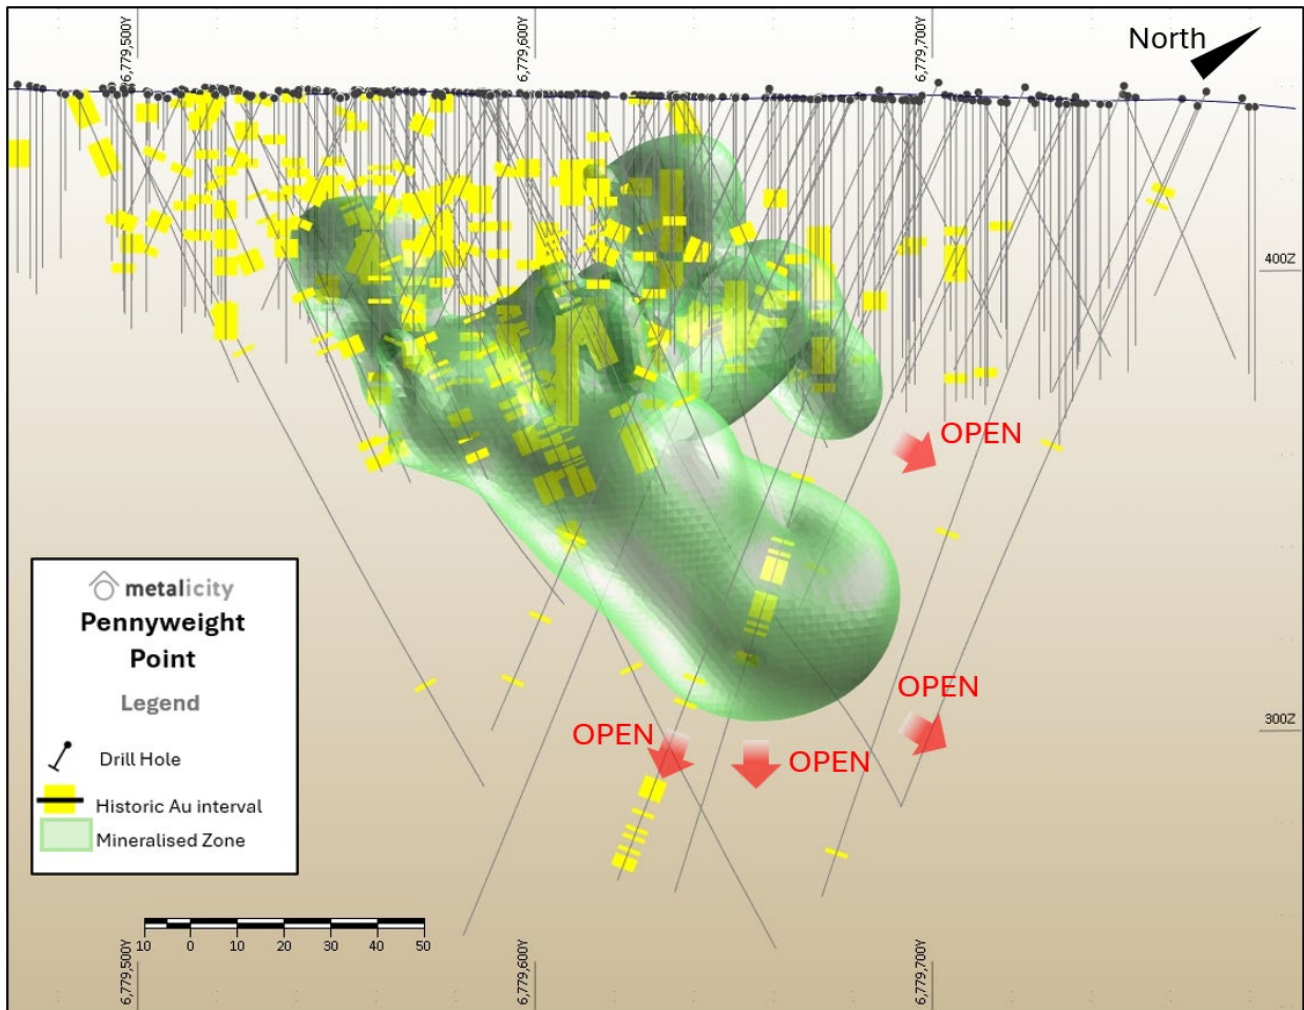 6,779,500Y
6,779,600Y
6,779,700Y
North
400Z
OPEN
metalicity
Pennyweight
Point
Legend
Drill Hole
Historic Au interval
Mineralised Zone
OPEN
300Z
OPEN
OPEN
10 0 10 20 30 40 50
6,779,500Y
6,779,600Y
6,779,700Y